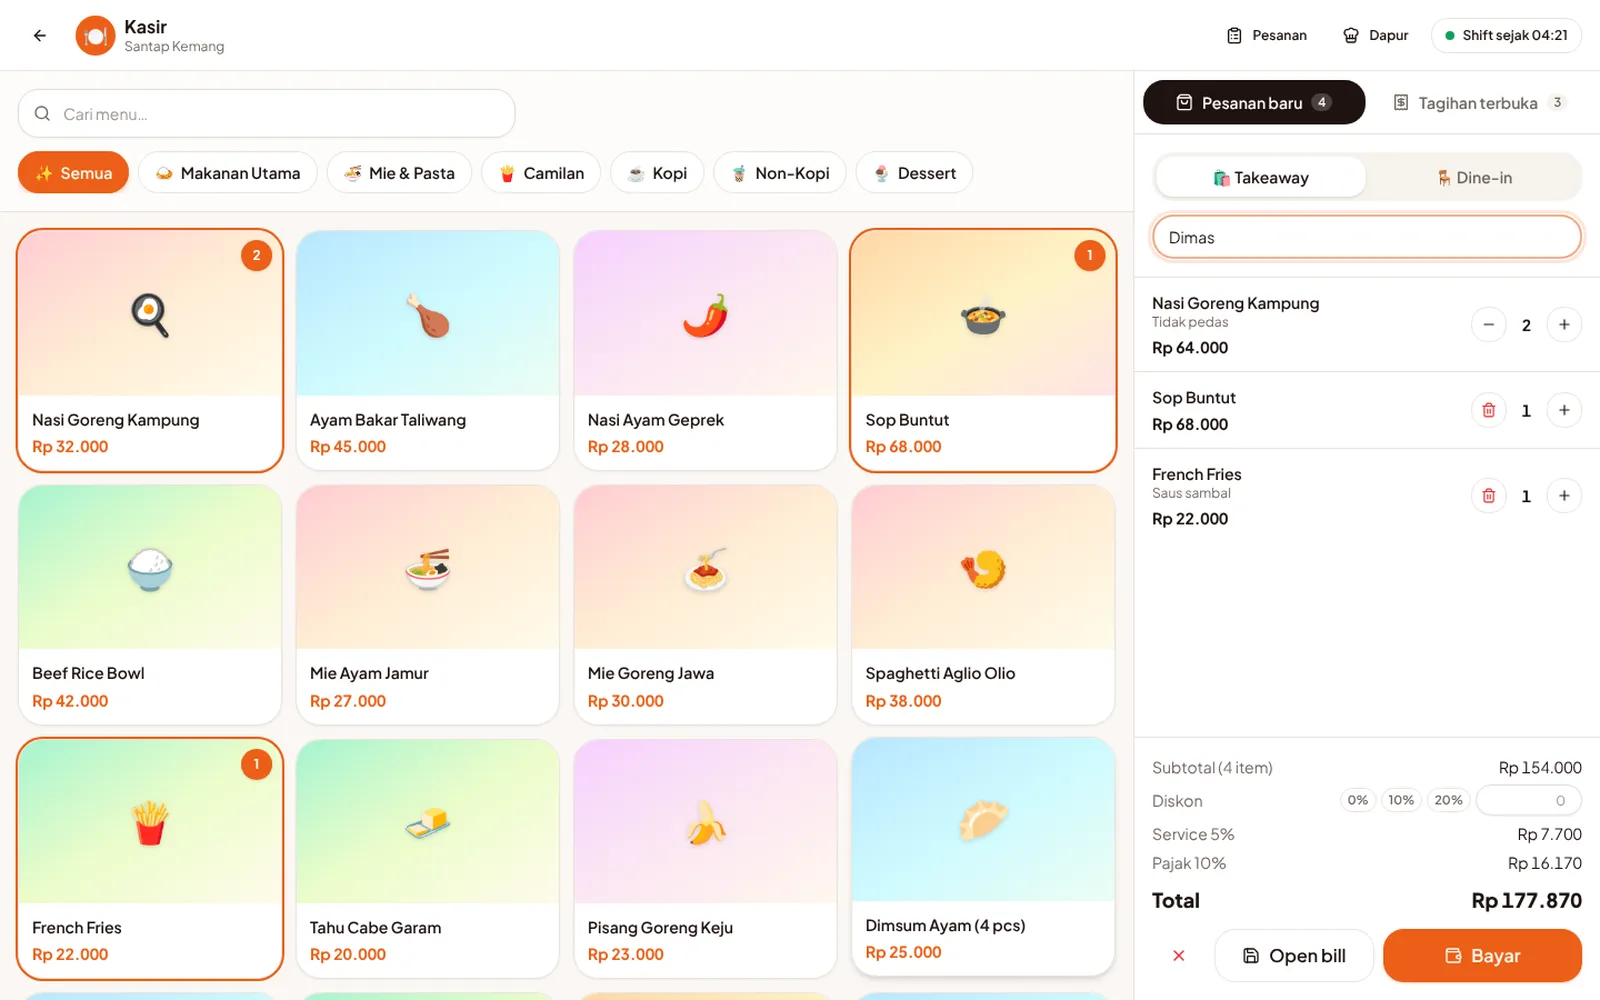 Kasir
Santap Kemang
Pesanan
Dapur
Shift sejak 04:21
Cari menu...
✨ Semua
Makanan Utama
Mie & Pasta
Camilan
Kopi
Non-Kopi
Dessert
2
Nasi Goreng Kampung
Rp 32.000
Ayam Bakar Taliwang
Rp 45.000
Nasi Ayam Geprek
Rp 28.000
1
Sop Buntut
Rp 68.000
Beef Rice Bowl
Rp 42.000
Mie Ayam Jamur
Rp 27.000
Mie Goreng Jawa
Rp 30.000
Spaghetti Aglio Olio
Rp 38.000
1
French Fries
Rp 22.000
Tahu Cabe Garam
Rp 20.000
Pisang Goreng Keju
Rp 23.000
Dimsum Ayam (4 pcs)
Rp 25.000
Pesanan baru 4
Tagihan terbuka 3
Takeaway
Dine-in
Dimas
Nasi Goreng Kampung
Tidak pedas
Rp 64.000
− 2 +
Sop Buntut
Rp 68.000
1 +
French Fries
Saus sambal
Rp 22.000
1 +
Subtotal (4 item) Rp 154.000
Diskon 0% 10% 20% 0
Service 5% Rp 7.700
Pajak 10% Rp 16.170
Total Rp 177.870
Open bill
Bayar